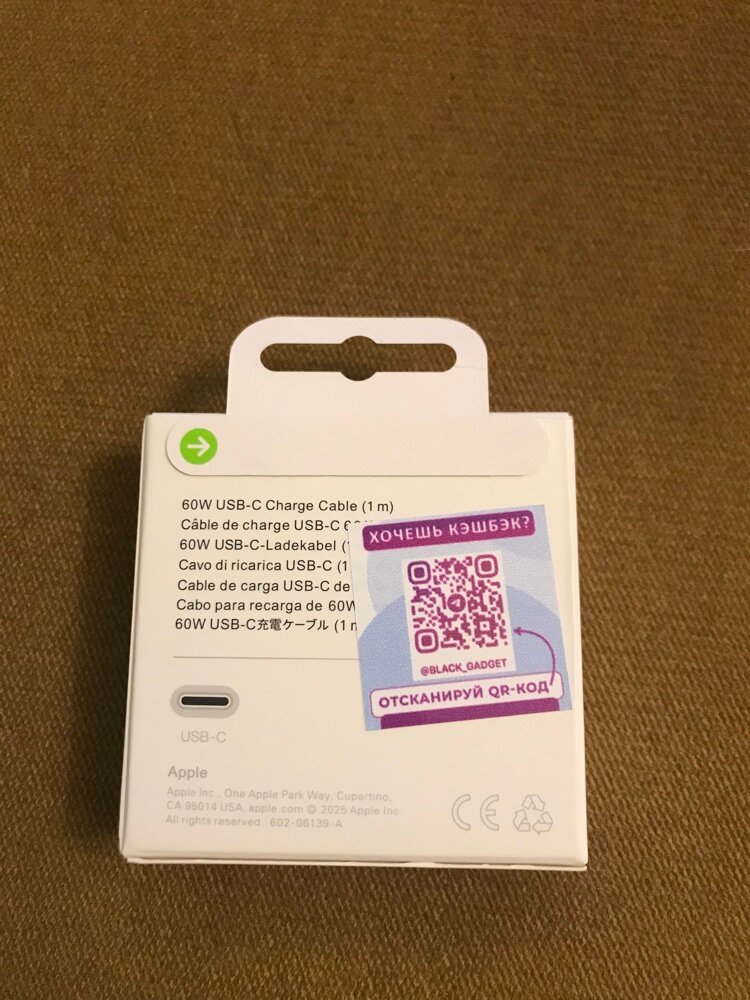 60W USB-C Charge Cable (1 m)
Câble de charge USB-C
60W USB-C-Ladekabel (
Cavo di ricarica USB-C (1
Cable de carga USB-C de
Cabo para recarga de 60W
60W USB-C充電ケーブル (1 m
ХОЧЕШЬ КЭШБЭК?
@BLACK_GADGET
ОТСКАНИРУЙ QR-КОД
USB-C
Apple
Apple Inc., One Apple Park Way, Cupertino,
CA 95014 USA. apple.com © 2025 Apple Inc.
All rights reserved. 602-06139-A
CE